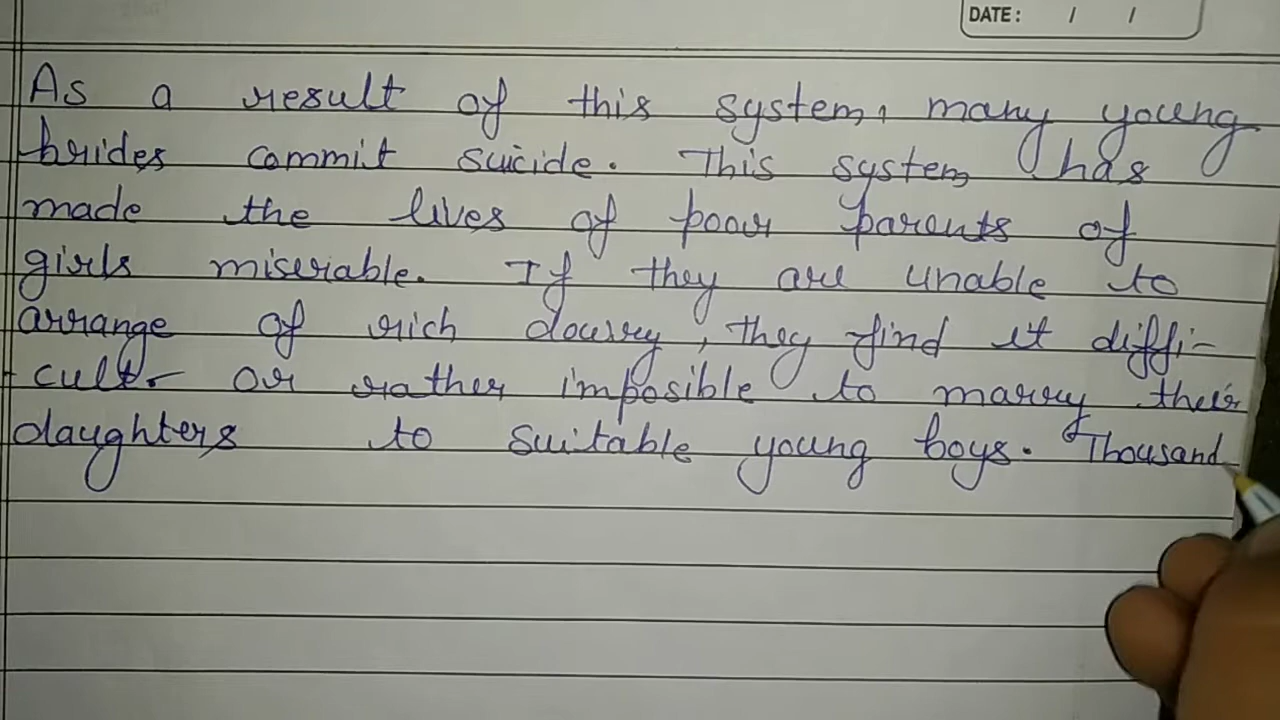 DATE: / /
As a result of this system, many young
brides commit suicide. This system has
made the lives of poor parents of
girls miserable. If they are unable to
arrange of rich dowry, they find it diffi-
cult or rather imposible to marry their
daughters to suitable young boys. Thousand